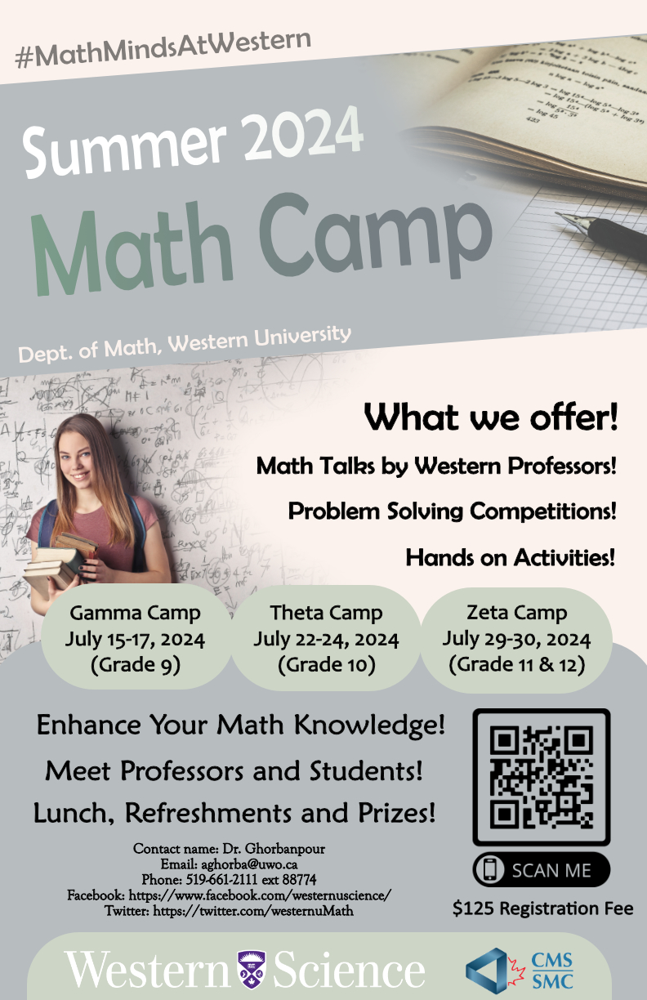 #MathMindsAtWestern
Summer 2024
Math Camp
Dept. of Math, Western University
What we offer!
Math Talks by Western Professors!
Problem Solving Competitions!
Hands on Activities!
Gamma Camp
July 15-17, 2024
(Grade 9)
Theta Camp
July 22-24, 2024
(Grade 10)
Zeta Camp
July 29-30, 2024
(Grade 11 & 12)
Enhance Your Math Knowledge!
Meet Professors and Students!
Lunch, Refreshments and Prizes!
Contact name: Dr. Ghorbanpour
Email: aghorba@uwo.ca
Phone: 519-661-2111 ext 88774
Facebook: https://www.facebook.com/westernuscience/
Twitter: https://twitter.com/westernuMath
SCAN ME
$125 Registration Fee
Western Science
CMS
SMC